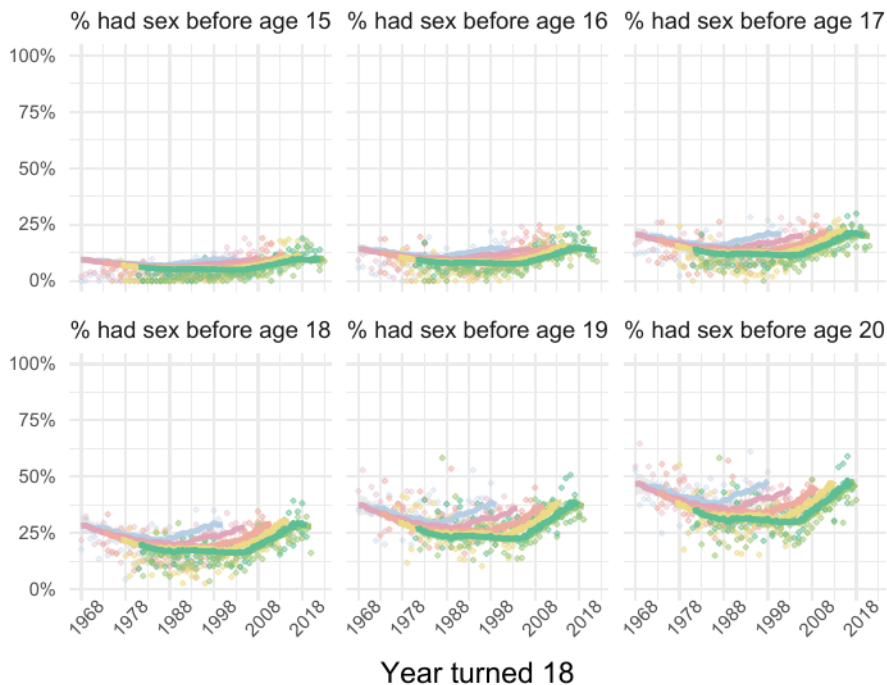 % had sex before age 15 % had sex before age 16 % had sex before age 17
100%
75%
50%
25%
0%
% had sex before age 18 % had sex before age 19 % had sex before age 20
100%
75%
50%
25%
0%
1968 1978 1988 1998 2008 2018 1968 1978 1988 1998 2008 2018 1968 1978 1988 1998 2008 2018
Year turned 18